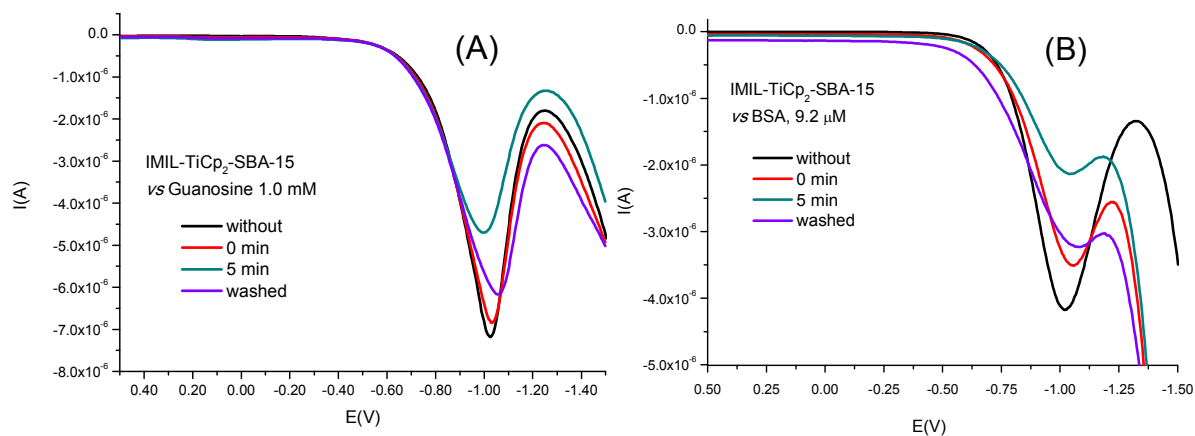 (A)
0.0
-1.0x10⁻⁶
-2.0x10⁻⁶
-3.0x10⁻⁶
-4.0x10⁻⁶
-5.0x10⁻⁶
-6.0x10⁻⁶
-7.0x10⁻⁶
-8.0x10⁻⁶
I(A)
IMIL-TiCp₂-SBA-15
vs Guanosine 1.0 mM
without
0 min
5 min
washed
0.40 0.20 0.00 -0.20 -0.40 -0.60 -0.80 -1.00 -1.20 -1.40
E(V)
(B)
0.0
-1.0x10⁻⁶
-2.0x10⁻⁶
-3.0x10⁻⁶
-4.0x10⁻⁶
-5.0x10⁻⁶
I(A)
IMIL-TiCp₂-SBA-15
vs BSA, 9.2 μM
without
0 min
5 min
washed
0.50 0.25 0.00 -0.25 -0.50 -0.75 -1.00 -1.25 -1.50
E(V)